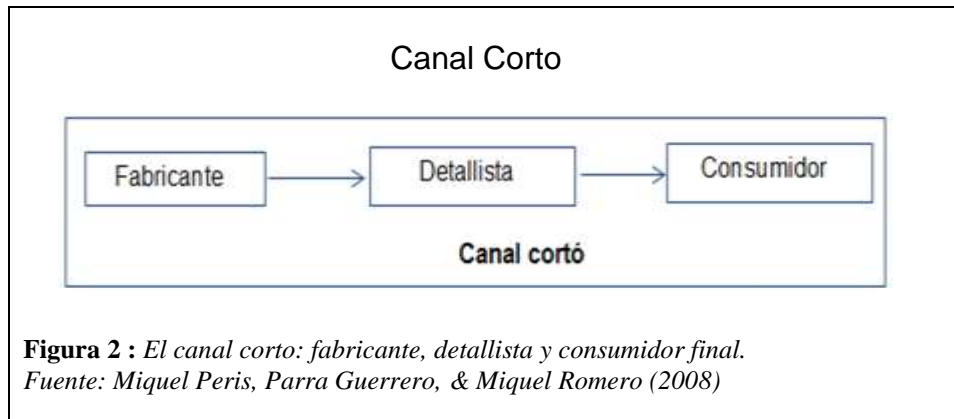 Canal Corto
Fabricante
Detallista
Consumidor
Canal cortó
Figura 2 : El canal corto: fabricante, detallista y consumidor final.
Fuente: Miquel Peris, Parra Guerrero, & Miquel Romero (2008)